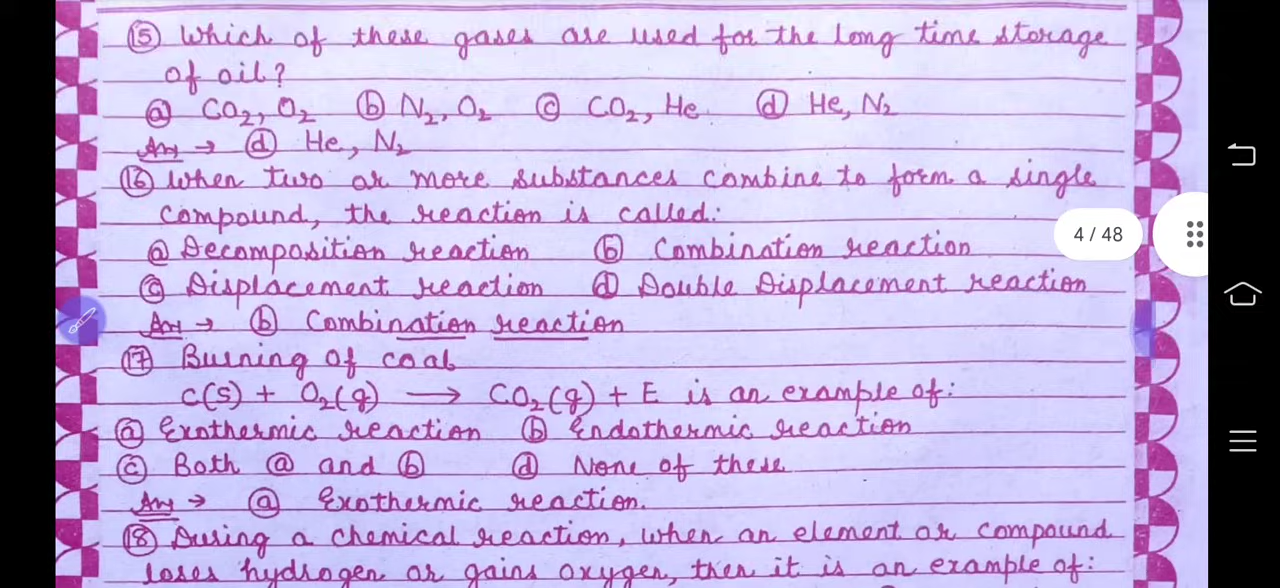 (15) Which of these gases are used for the long time storage
of oil?
(a) CO₂, O₂ (b) N₂, O₂ (c) CO₂, He (d) He, N₂
Ans → (d) He, N₂
(16) When two or more substances combine to form a single
compound, the reaction is called:
(a) Decomposition reaction (b) Combination reaction
(c) Displacement reaction (d) Double Displacement reaction
Ans → (b) Combination reaction
(17) Burning of coal
C(s) + O₂(g) → CO₂(g) + E is an example of:
(a) Exothermic reaction (b) Endothermic reaction
(c) Both (a) and (b) (d) None of these
Ans → (a) Exothermic reaction.
(18) During a chemical reaction, when an element or compound
loses hydrogen or gains oxygen, then it is an example of:
4 / 48